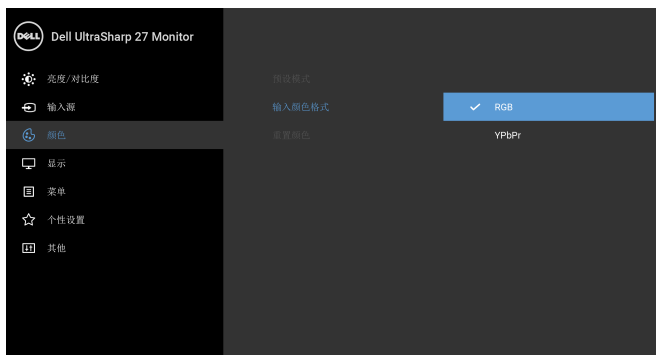 DELL Dell UltraSharp 27 Monitor
亮度/对比度 预设模式
输入源 输入颜色格式 RGB
颜色 重置颜色 YPbPr
显示
菜单
个性设置
其他